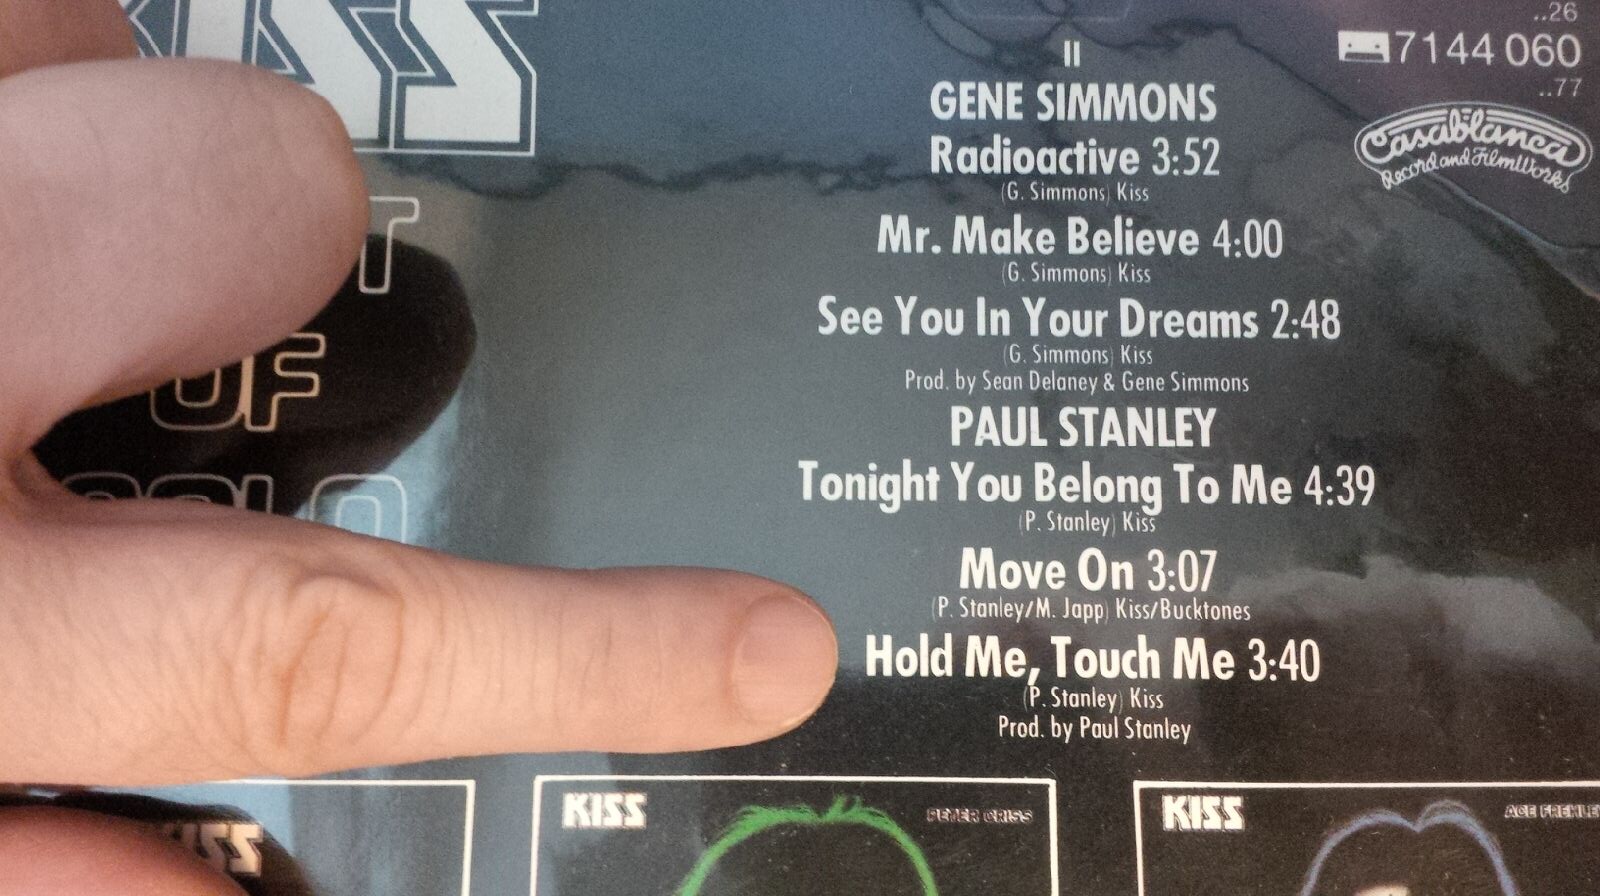 KISS
OF
II
GENE SIMMONS
Radioactive 3:52
(G. Simmons) Kiss
Mr. Make Believe 4:00
(G. Simmons) Kiss
See You In Your Dreams 2:48
(G. Simmons) Kiss
Prod. by Sean Delaney & Gene Simmons
PAUL STANLEY
Tonight You Belong To Me 4:39
(P. Stanley) Kiss
Move On 3:07
(P. Stanley/M. Japp) Kiss/Bucktones
Hold Me, Touch Me 3:40
(P. Stanley) Kiss
Prod. by Paul Stanley
..26
7144 060
..77
Casablanca
Record and FilmWorks
KISS
PETER CRISS
KISS
ACE FREHLE